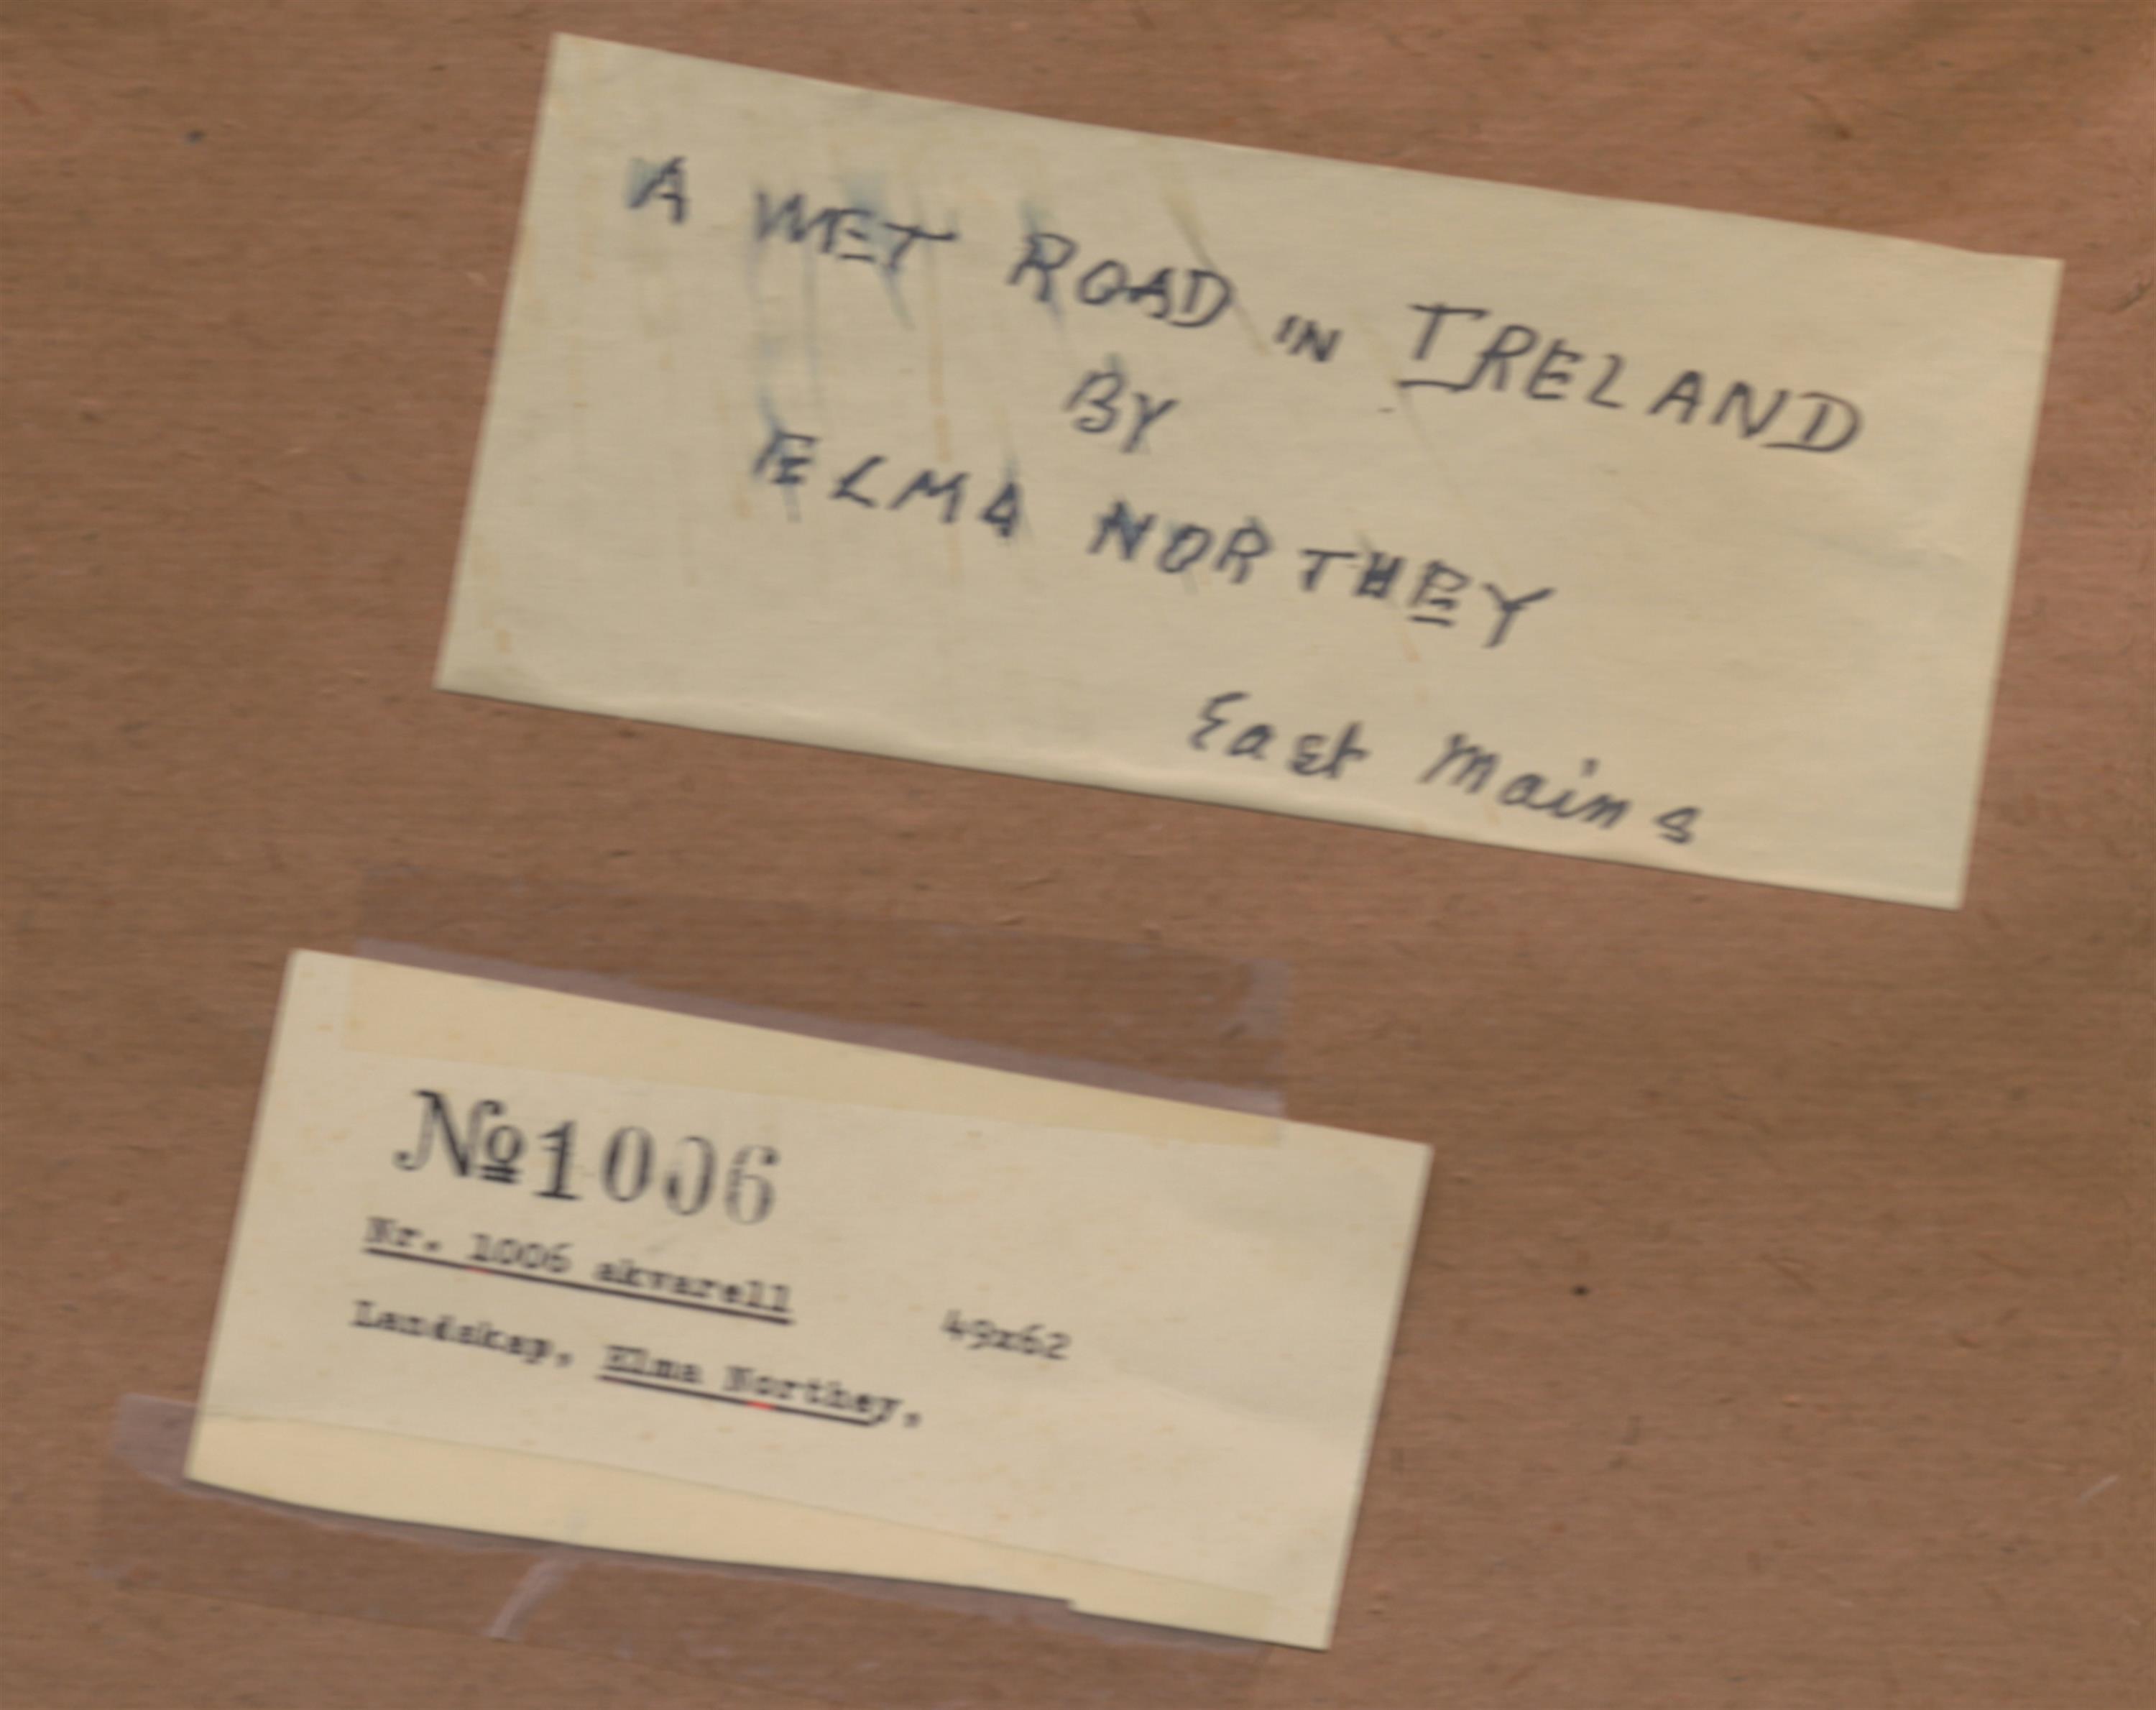 A WET ROAD IN IRELAND
BY
ELMA NORTHEY
East Mains
№1006
Nr. 1006 akvarell
49x62
Landskap, Elma Northey,